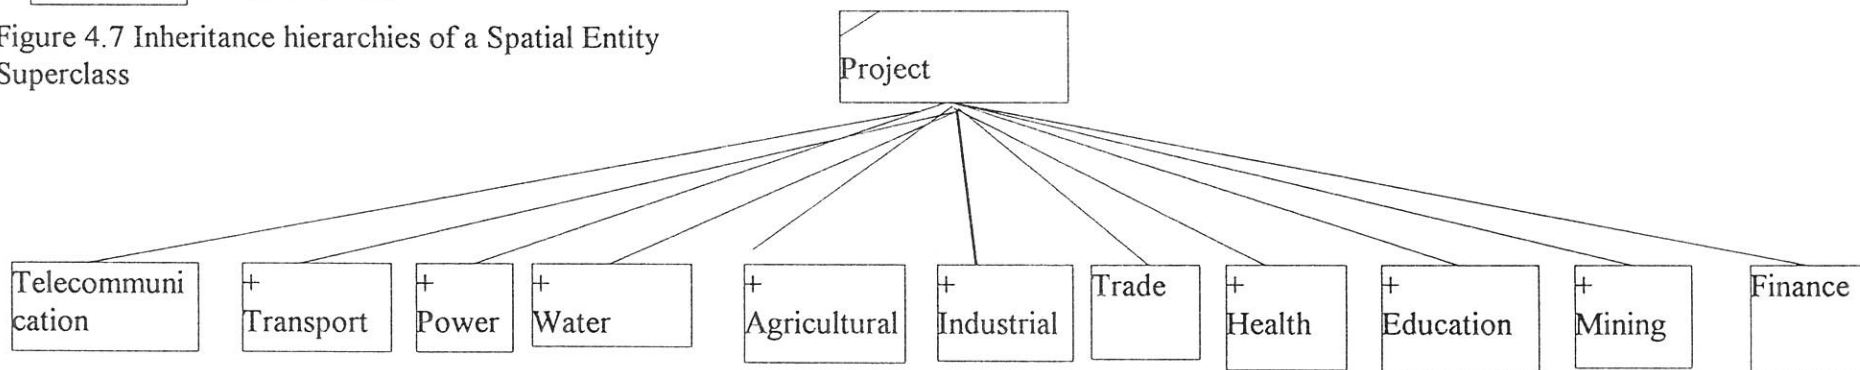 Figure 4.7 Inheritance hierarchies of a Spatial Entity
Superclass
Project
Telecommuni
cation
+
Transport
+
Power
+
Water
+
Agricultural
+
Industrial
Trade
+
Health
+
Education
+
Mining
Finance